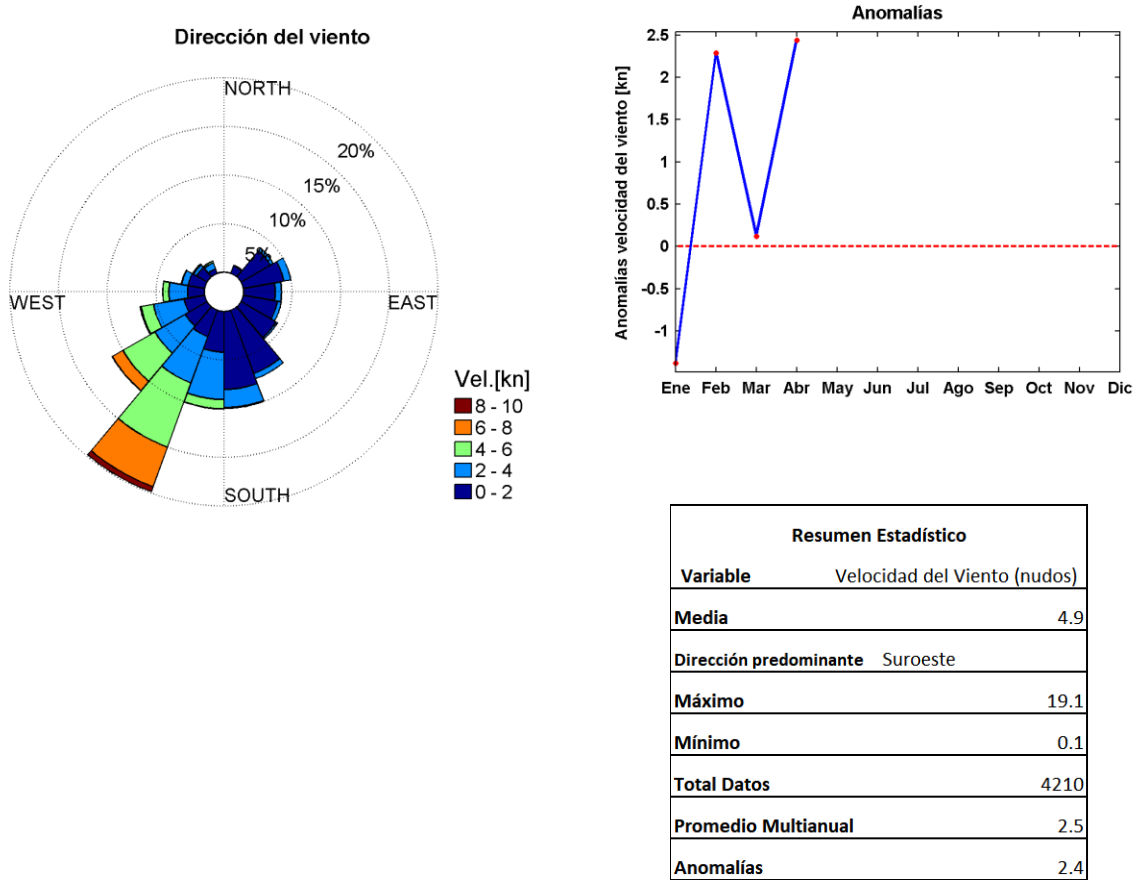 Dirección del viento
NORTH
20%
15%
10%
5%
WEST
EAST
SOUTH
Vel.[kn]
8 - 10
6 - 8
4 - 6
2 - 4
0 - 2
Anomalías
Anomalías velocidad del viento [kn]
2.5
2
1.5
1
0.5
0
-0.5
-1
Ene Feb Mar Abr May Jun Jul Ago Sep Oct Nov Dic
Resumen Estadístico
Variable Velocidad del Viento (nudos)
Media 4.9
Dirección predominante Suroeste
Máximo 19.1
Mínimo 0.1
Total Datos 4210
Promedio Multianual 2.5
Anomalías 2.4